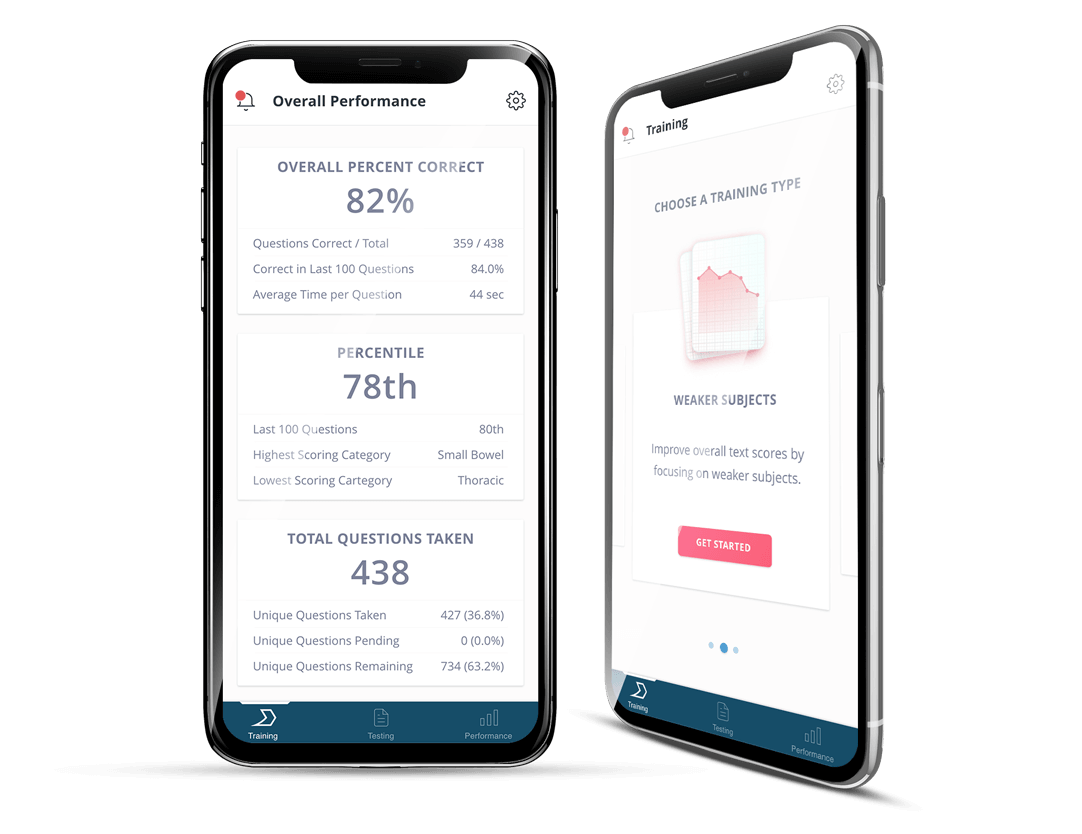 Overall Performance
OVERALL PERCENT CORRECT
82%
Questions Correct / Total 359 / 438
Correct in Last 100 Questions 84.0%
Average Time per Question 44 sec
PERCENTILE
78th
Last 100 Questions 80th
Highest Scoring Category Small Bowel
Lowest Scoring Cartegory Thoracic
TOTAL QUESTIONS TAKEN
438
Unique Questions Taken 427 (36.8%)
Unique Questions Pending 0 (0.0%)
Unique Questions Remaining 734 (63.2%)
Training Testing Performance
Training
CHOOSE A TRAINING TYPE
WEAKER SUBJECTS
Improve overall text scores by
focusing on weaker subjects.
GET STARTED
Training Testing Performance